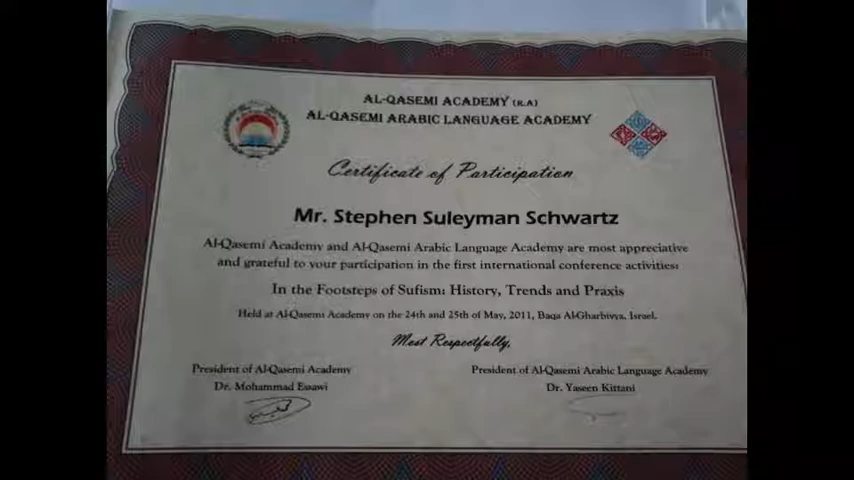 AL-QASEMI ACADEMY (R.A)
AL-QASEMI ARABIC LANGUAGE ACADEMY
Certificate of Participation
Mr. Stephen Suleyman Schwartz
Al-Qasemi Academy and Al-Qasemi Arabic Language Academy are most appreciative
and grateful to your participation in the first international conference activities:
In the Footsteps of Sufism: History, Trends and Praxis
Held at Al-Qasemi Academy on the 24th and 25th of May, 2011, Baqa Al-Gharbiyya, Israel.
Most Respectfully,
President of Al-Qasemi Academy
Dr. Mohammad Essawi
President of Al-Qasemi Arabic Language Academy
Dr. Yaseen Kittani